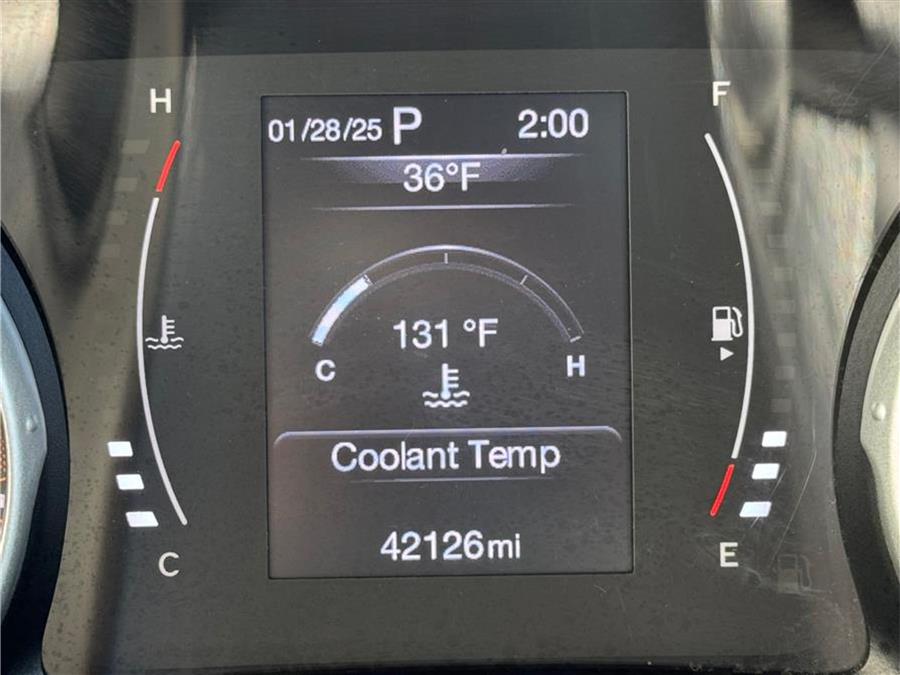 H
F
01/28/25 P 2:00
36°F
131 °F
C
H
Coolant Temp
42126mi
C
E